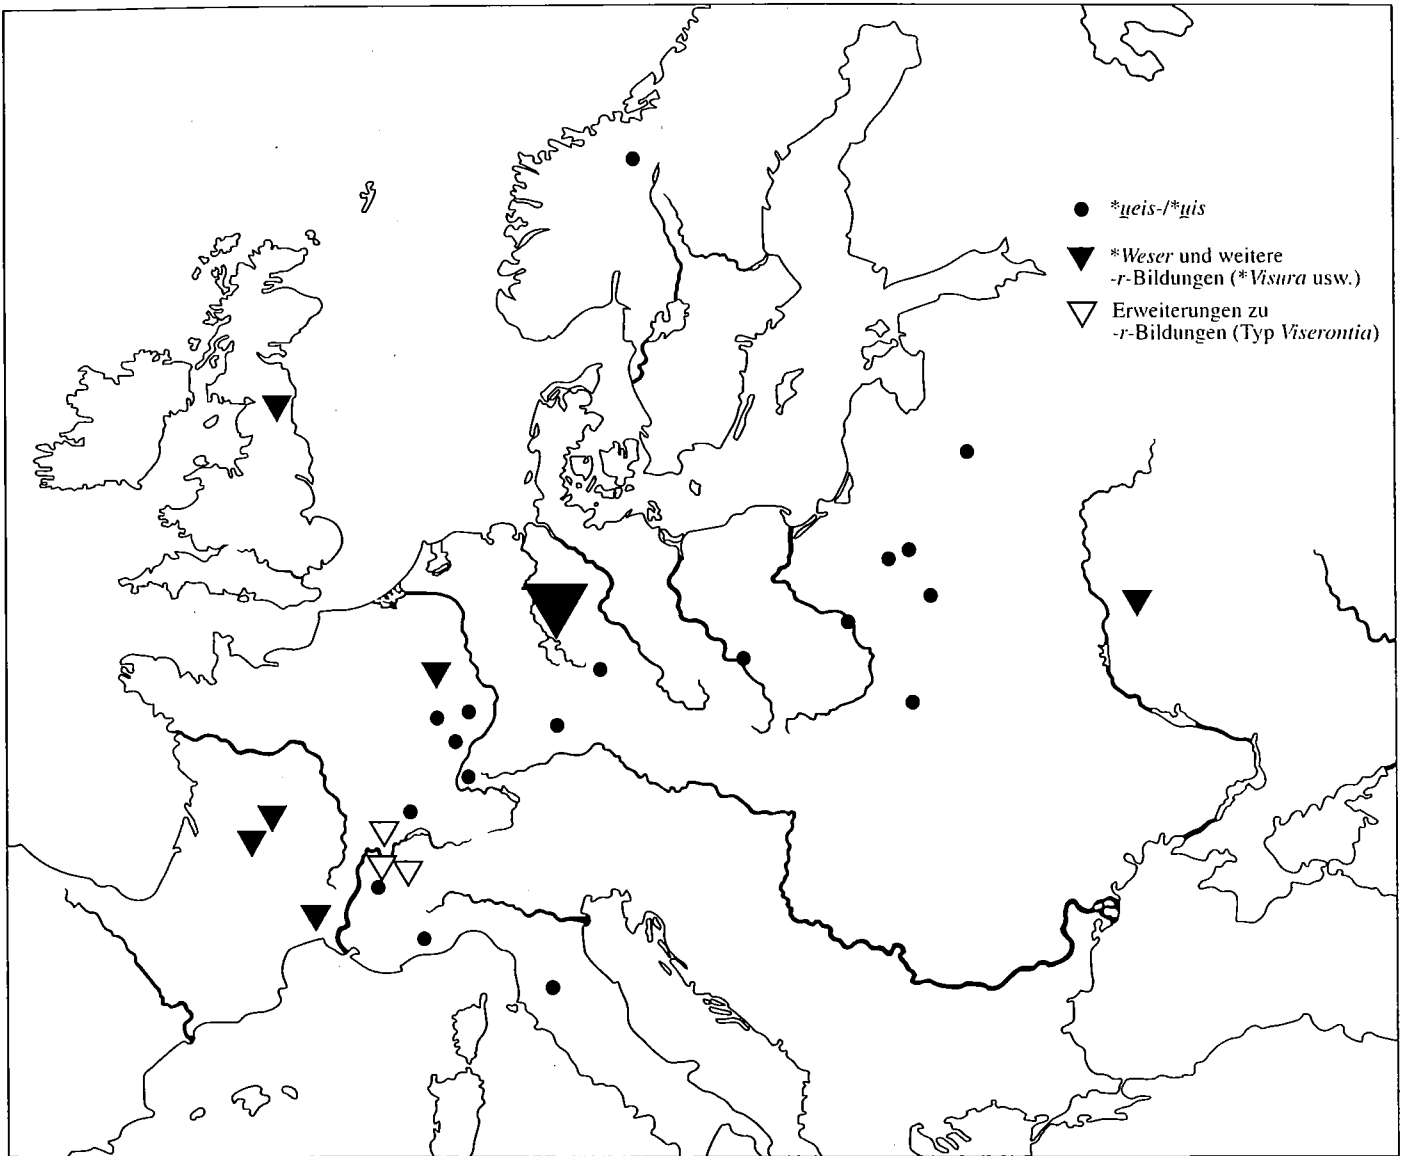 *u̯eis-/*u̯is
*Weser und weitere
-r-Bildungen (*Visura usw.)
Erweiterungen zu
-r-Bildungen (Typ Viserontia)